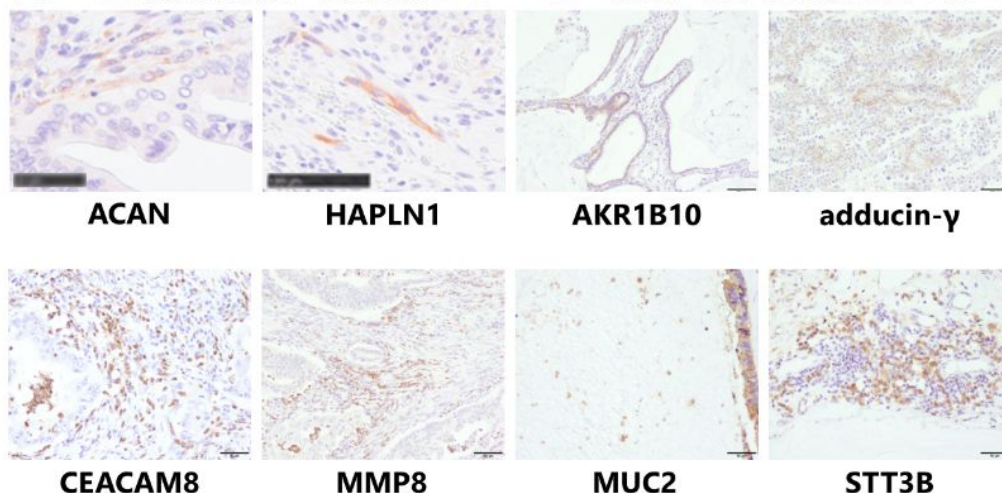 ACAN
HAPLN1
AKR1B10
adducin-γ
CEACAM8
MMP8
MUC2
STT3B